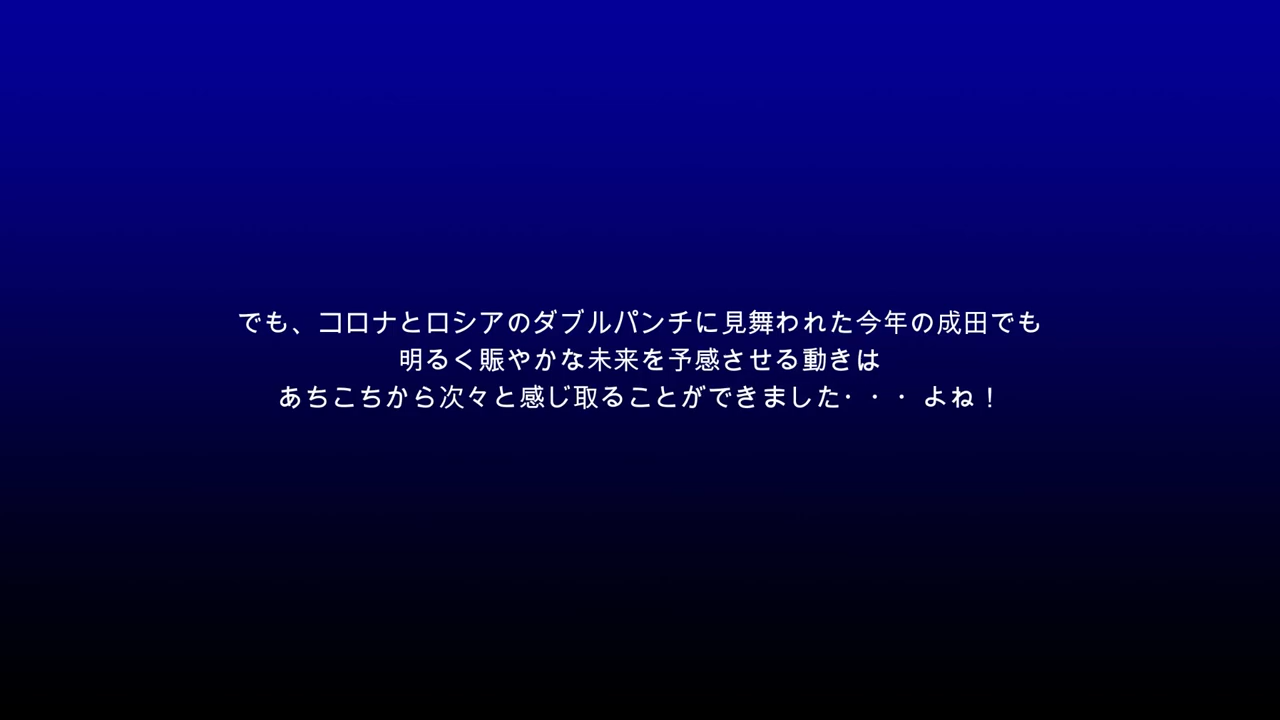 でも、コロナとロシアのダブルパンチに見舞われた今年の成田でも
明るく賑やかな未来を予感させる動きは
あちこちから次々と感じ取ることができました・・・よね！